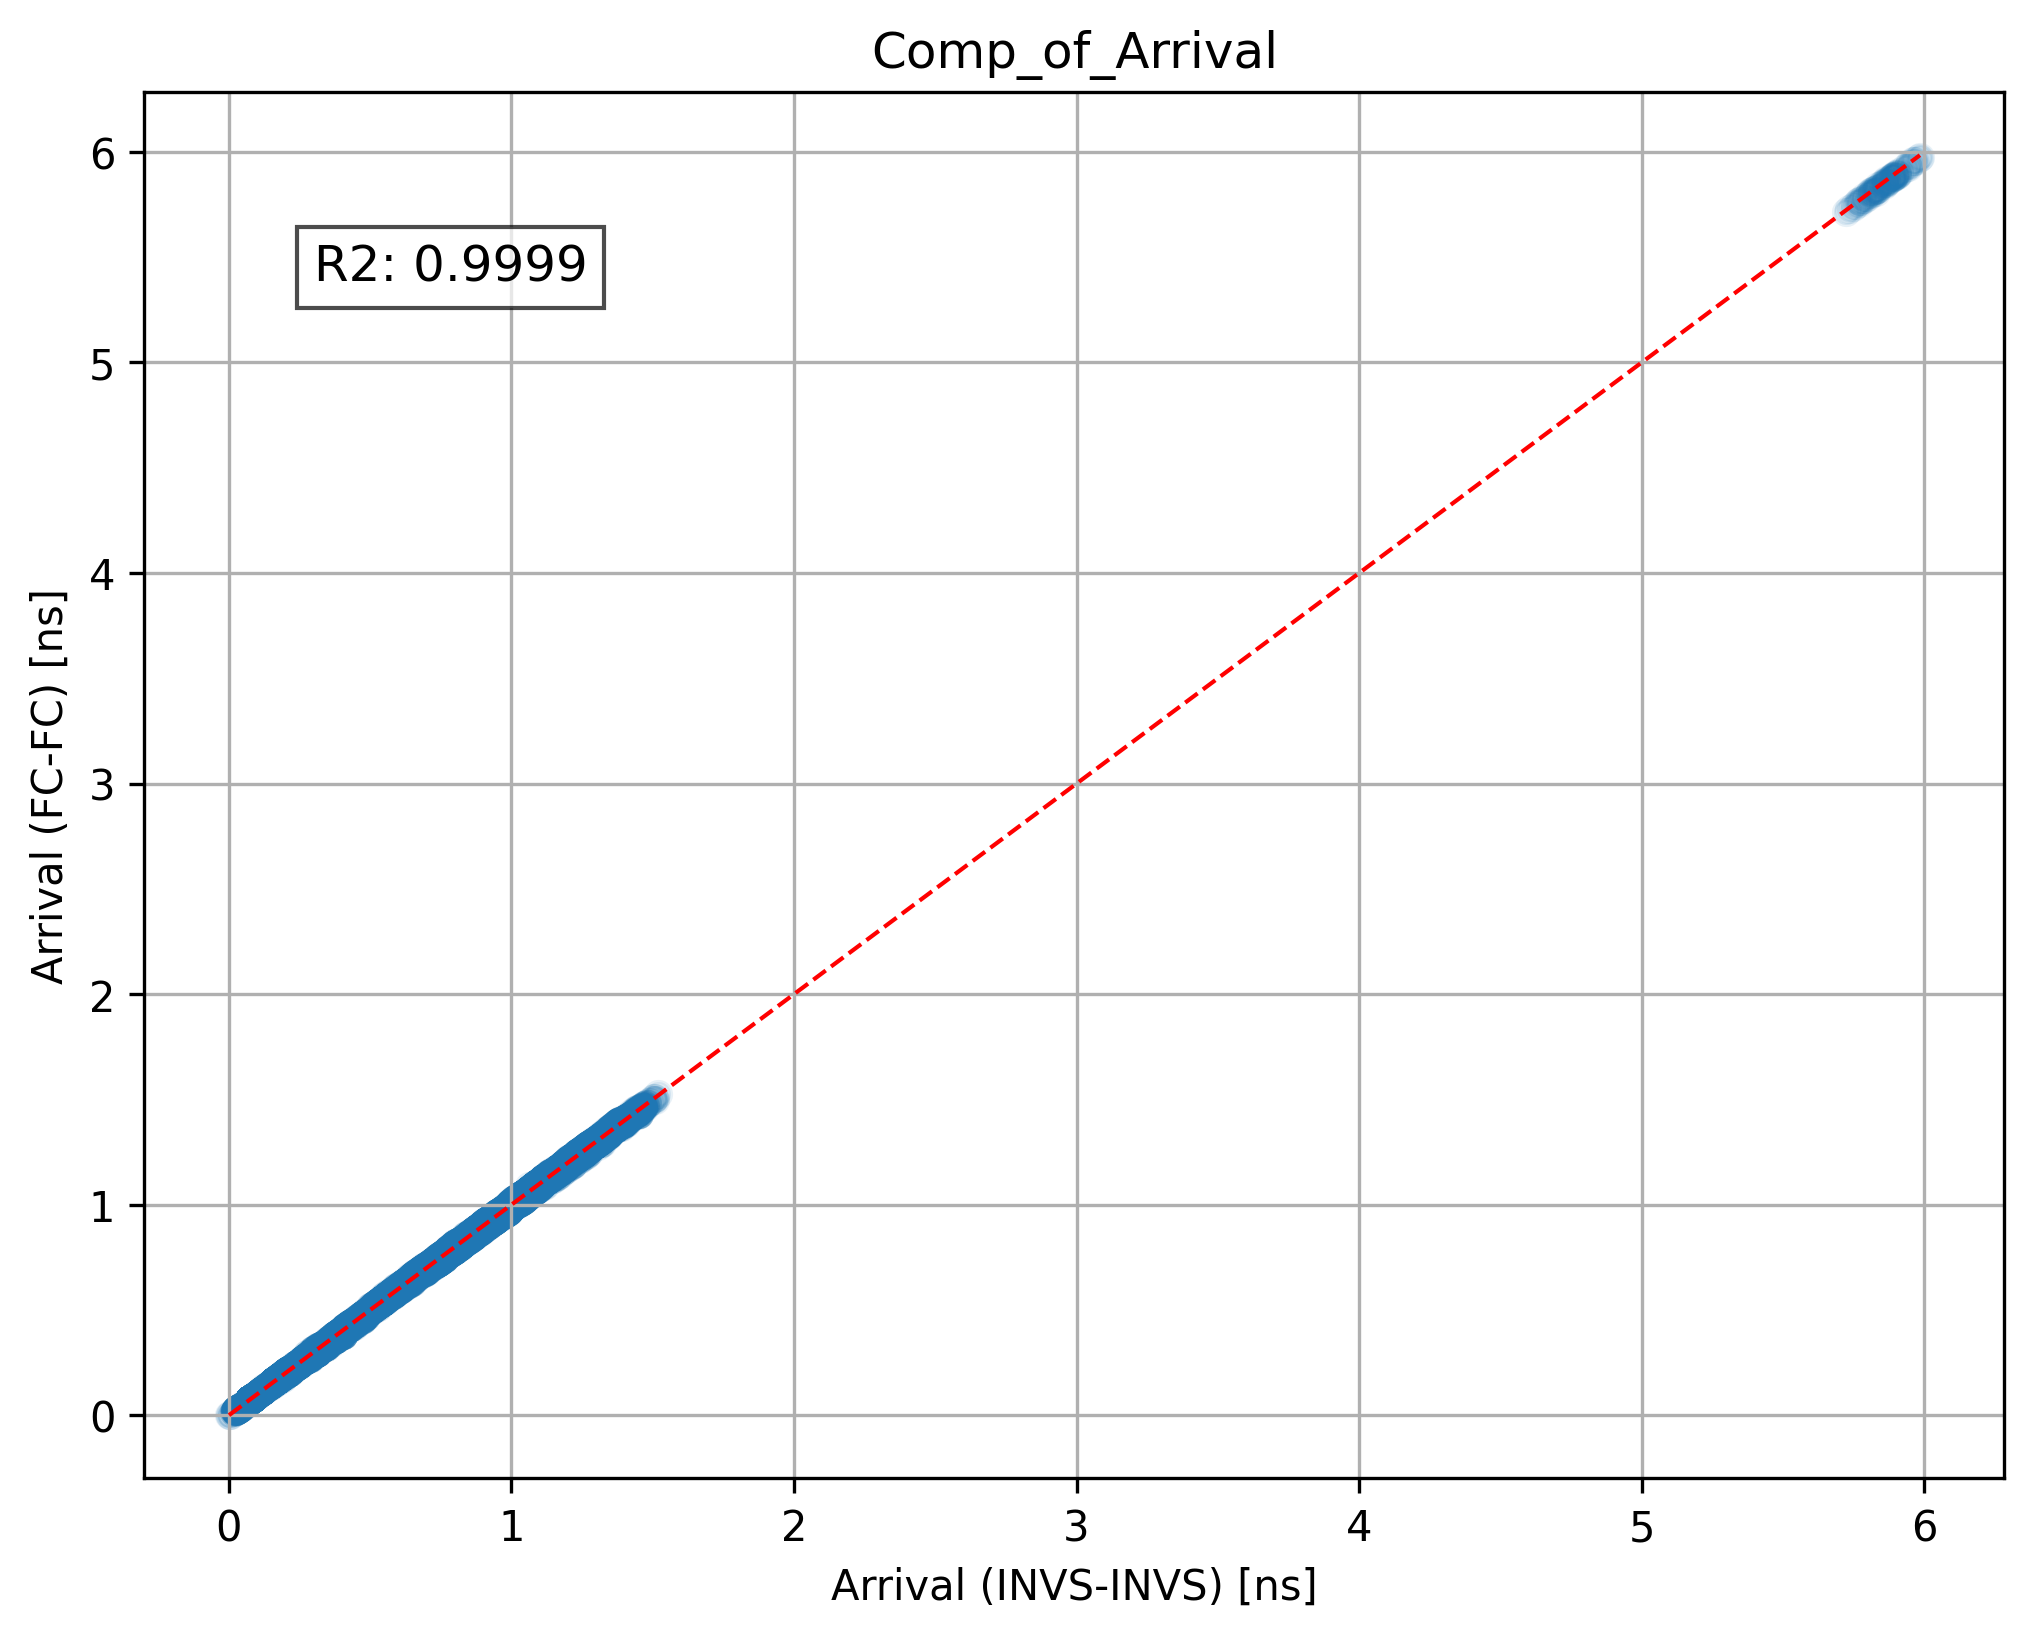 Comp_of_Arrival
R2: 0.9999
Arrival (FC-FC) [ns]
6
5
4
3
2
1
0
0 1 2 3 4 5 6
Arrival (INVS-INVS) [ns]